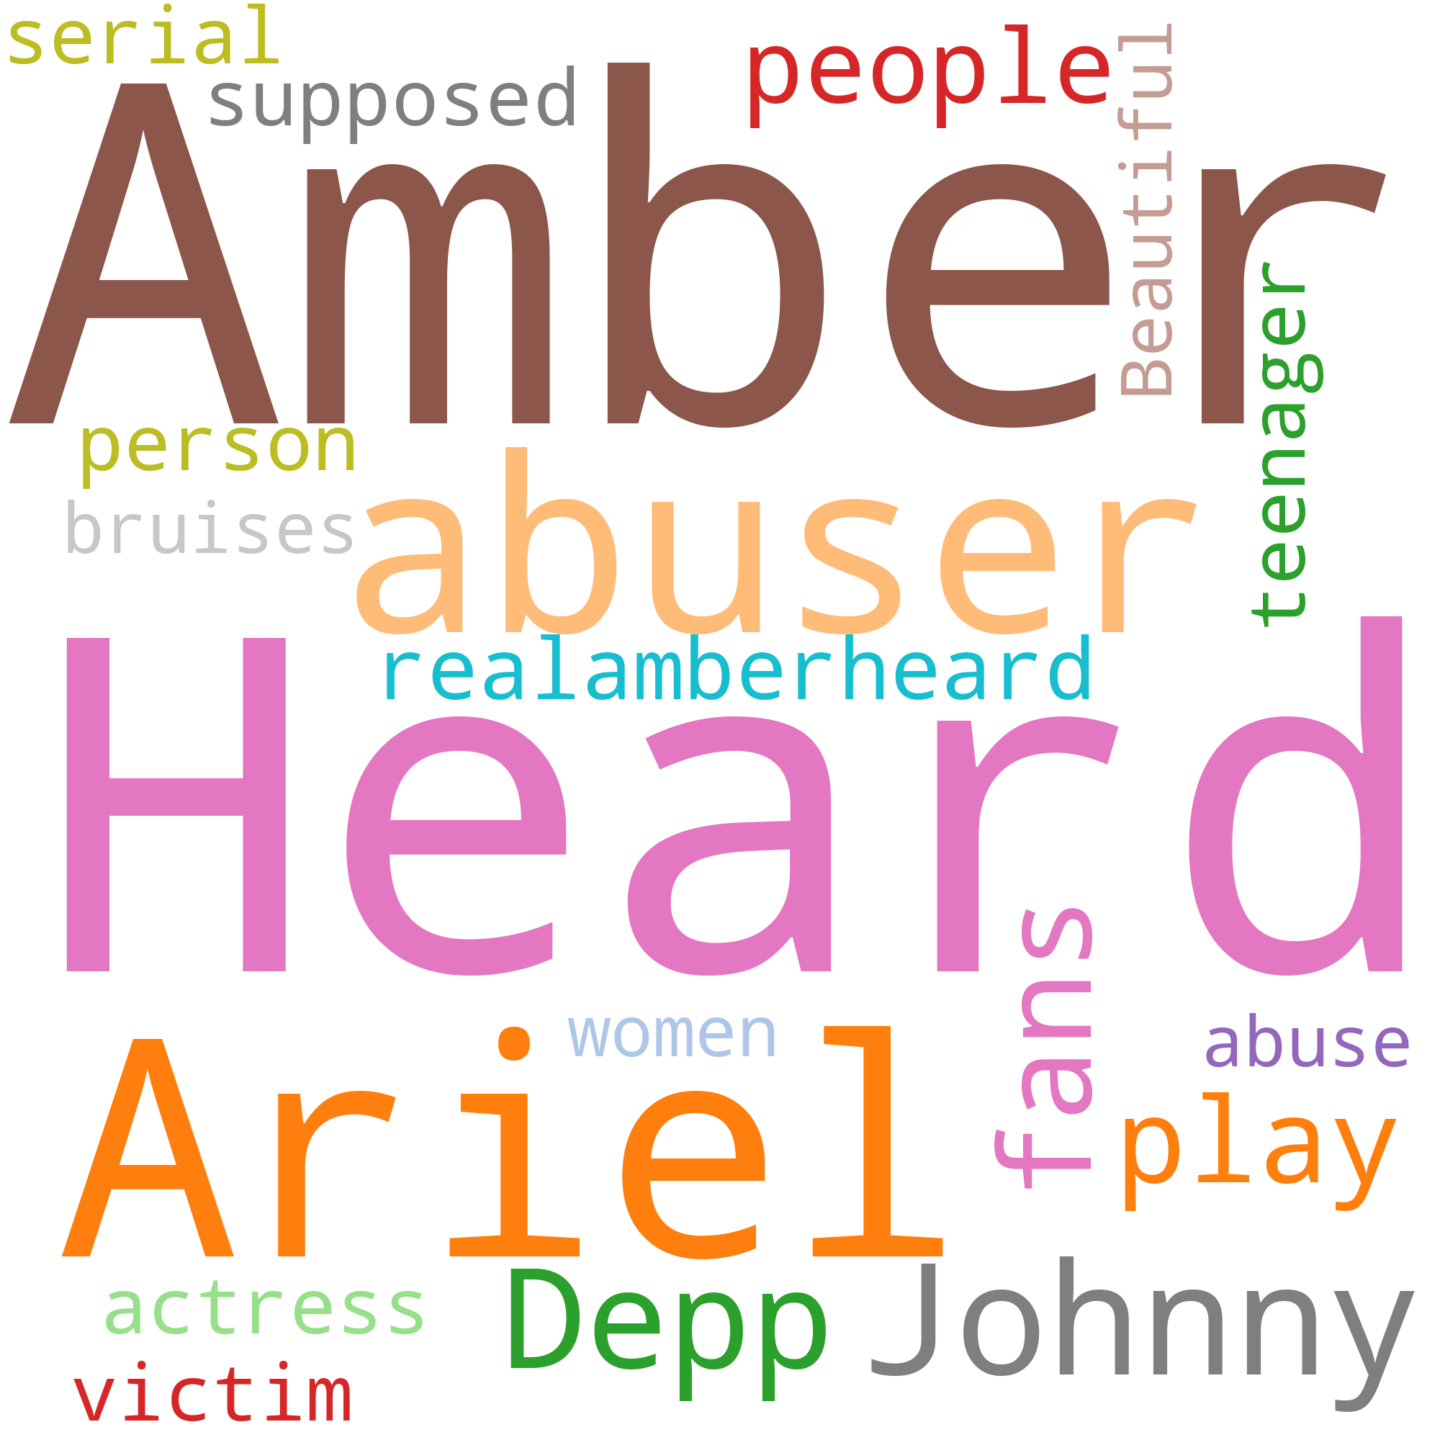 serial
supposed
people
Beautiful
Amber
teenager
person
abuser
bruises
realamberheard
Heard
fans
women
abuse
Ariel
play
actress
Depp
Johnny
victim